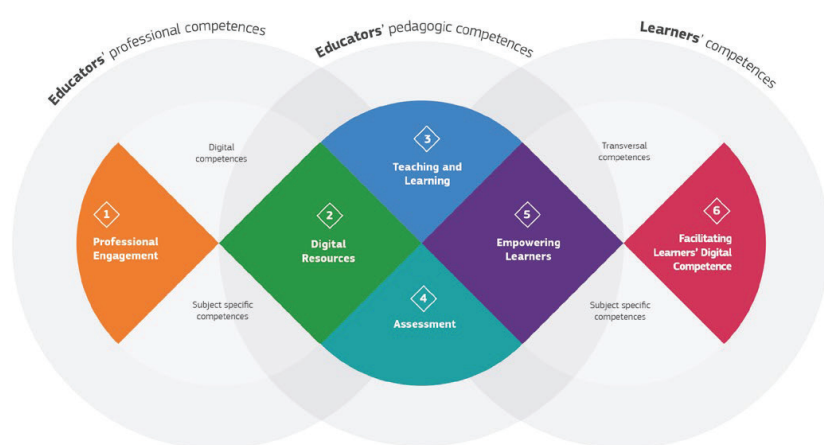 Educators' professional competences
Educators' pedagogic competences
Learners' competences
Digital
competences
Transversal
competences
1
Professional
Engagement
2
Digital
Resources
3
Teaching and
Learning
4
Assessment
5
Empowering
Learners
6
Facilitating
Learners' Digital
Competence
Subject specific
competences
Subject specific
competences